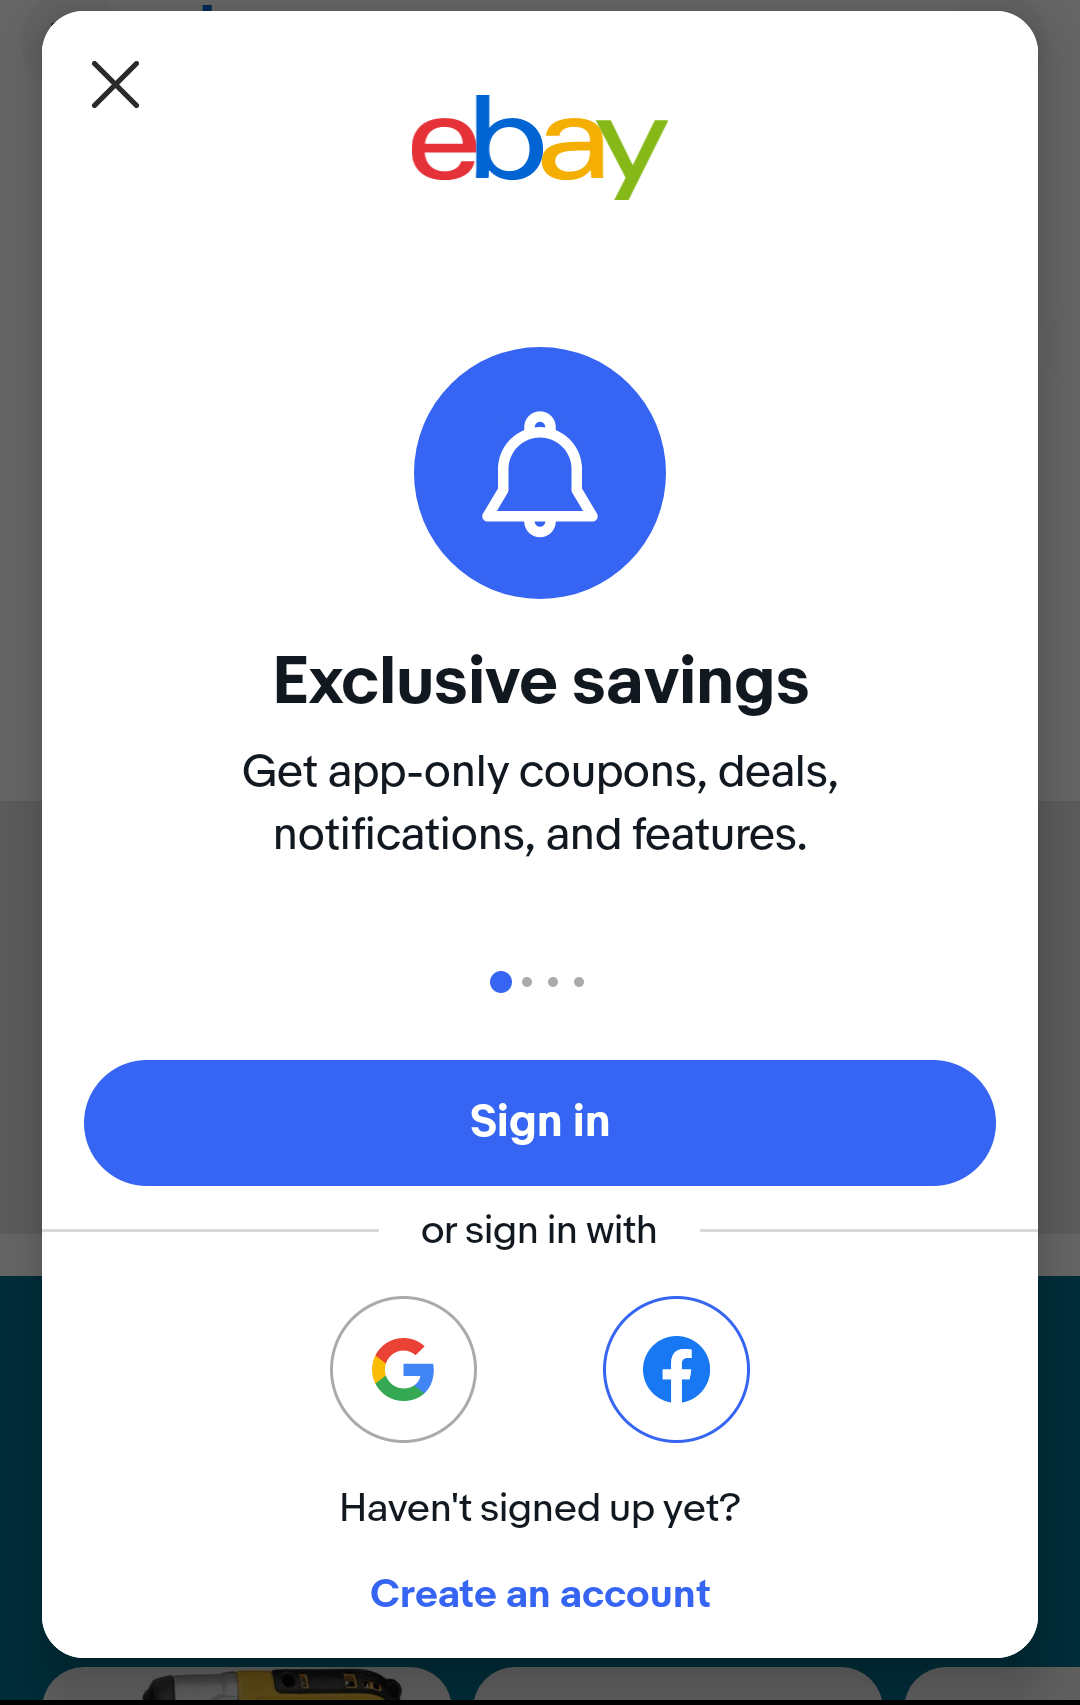 ebay
Exclusive savings
Get app-only coupons, deals,
notifications, and features.
Sign in
or sign in with
Haven't signed up yet?
Create an account